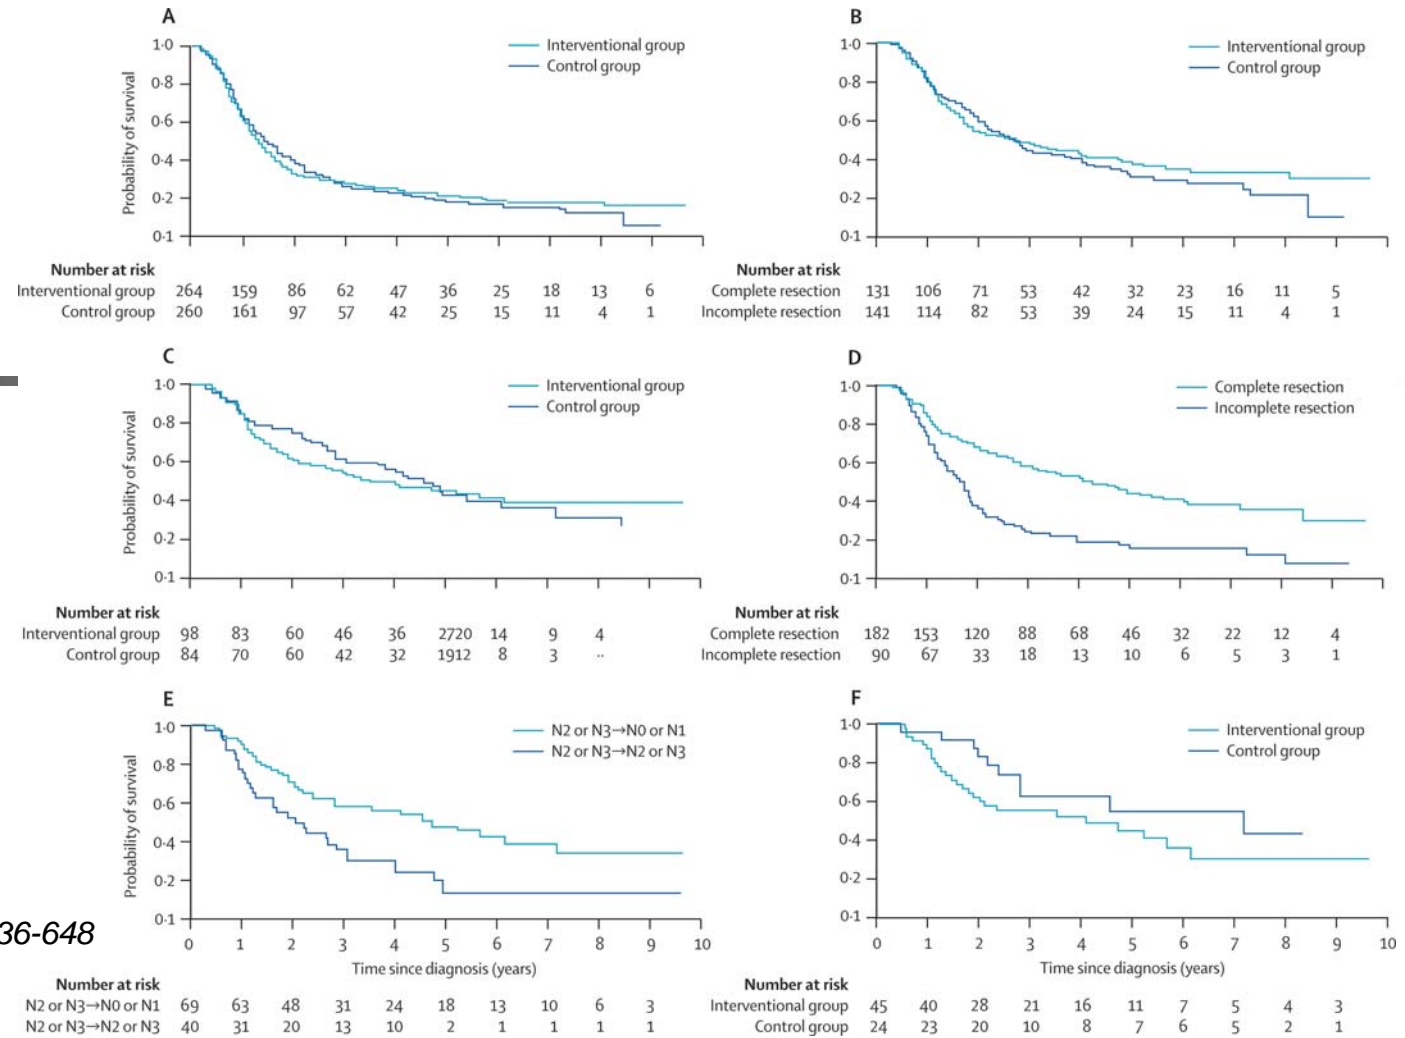 A
1·0
0·8
0·6
0·4
0·2
0·1
Probability of survival
Interventional group
Control group
Number at risk
Interventional group 264 159 86 62 47 36 25 18 13 6
Control group 260 161 97 57 42 25 15 11 4 1
B
1·0
0·8
0·6
0·4
0·2
0·1
Interventional group
Control group
Number at risk
Complete resection 131 106 71 53 42 32 23 16 11 5
Incomplete resection 141 114 82 53 39 24 15 11 4 1
C
1·0
0·8
0·6
0·4
0·2
0·1
Probability of survival
Interventional group
Control group
Number at risk
Interventional group 98 83 60 46 36 2720 14 9 4
Control group 84 70 60 42 32 1912 8 3 ··
D
1·0
0·8
0·6
0·4
0·2
0·1
Complete resection
Incomplete resection
Number at risk
Complete resection 182 153 120 88 68 46 32 22 12 4
Incomplete resection 90 67 33 18 13 10 6 5 3 1
E
1·0
0·8
0·6
0·4
0·2
0·1
Probability of survival
N2 or N3→N0 or N1
N2 or N3→N2 or N3
36-648
0 1 2 3 4 5 6 7 8 9 10
Time since diagnosis (years)
Number at risk
N2 or N3→N0 or N1 69 63 48 31 24 18 13 10 6 3
N2 or N3→N2 or N3 40 31 20 13 10 2 1 1 1 1
F
1·0
0·8
0·6
0·4
0·2
0·1
Interventional group
Control group
0 1 2 3 4 5 6 7 8 9 10
Time since diagnosis (years)
Number at risk
Interventional group 45 40 28 21 16 11 7 5 4 3
Control group 24 23 20 10 8 7 6 5 2 1